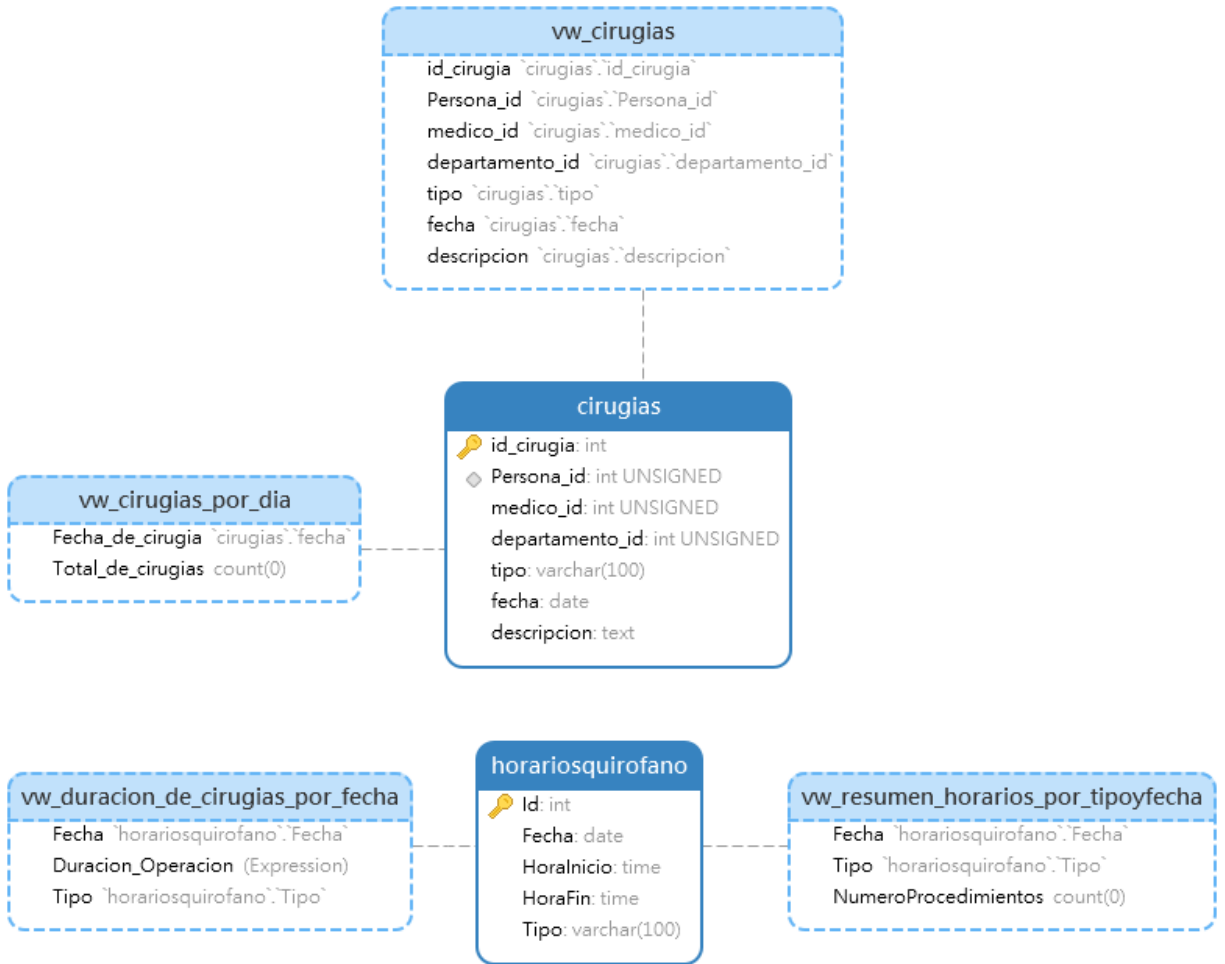 vw_cirugias
id_cirugia `cirugias`.`id_cirugia`
Persona_id `cirugias`.`Persona_id`
medico_id `cirugias`.`medico_id`
departamento_id `cirugias`.`departamento_id`
tipo `cirugias`.`tipo`
fecha `cirugias`.`fecha`
descripcion `cirugias`.`descripcion`
cirugias
id_cirugia: int
Persona_id: int UNSIGNED
medico_id: int UNSIGNED
departamento_id: int UNSIGNED
tipo: varchar(100)
fecha: date
descripcion: text
vw_cirugias_por_dia
Fecha_de_cirugia `cirugias`.`fecha`
Total_de_cirugias count(0)
vw_duracion_de_cirugias_por_fecha
Fecha `horariosquirofano`.`Fecha`
Duracion_Operacion (Expression)
Tipo `horariosquirofano`.`Tipo`
horariosquirofano
Id: int
Fecha: date
HoraInicio: time
HoraFin: time
Tipo: varchar(100)
vw_resumen_horarios_por_tipoyfecha
Fecha `horariosquirofano`.`Fecha`
Tipo `horariosquirofano`.`Tipo`
NumeroProcedimientos count(0)